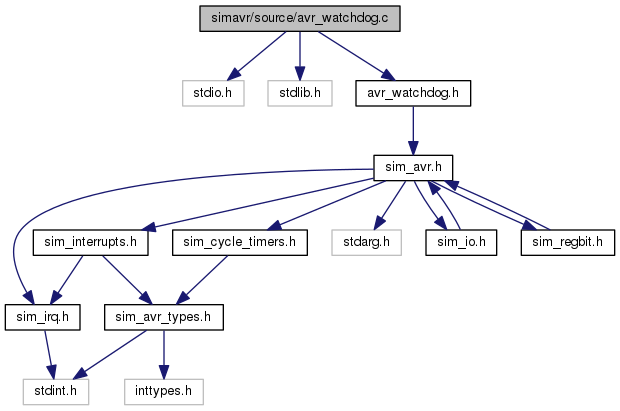 simavr/source/avr_watchdog.c
stdio.h
stdlib.h
avr_watchdog.h
sim_avr.h
sim_interrupts.h
sim_cycle_timers.h
stdarg.h
sim_io.h
sim_regbit.h
sim_irq.h
sim_avr_types.h
stdint.h
inttypes.h